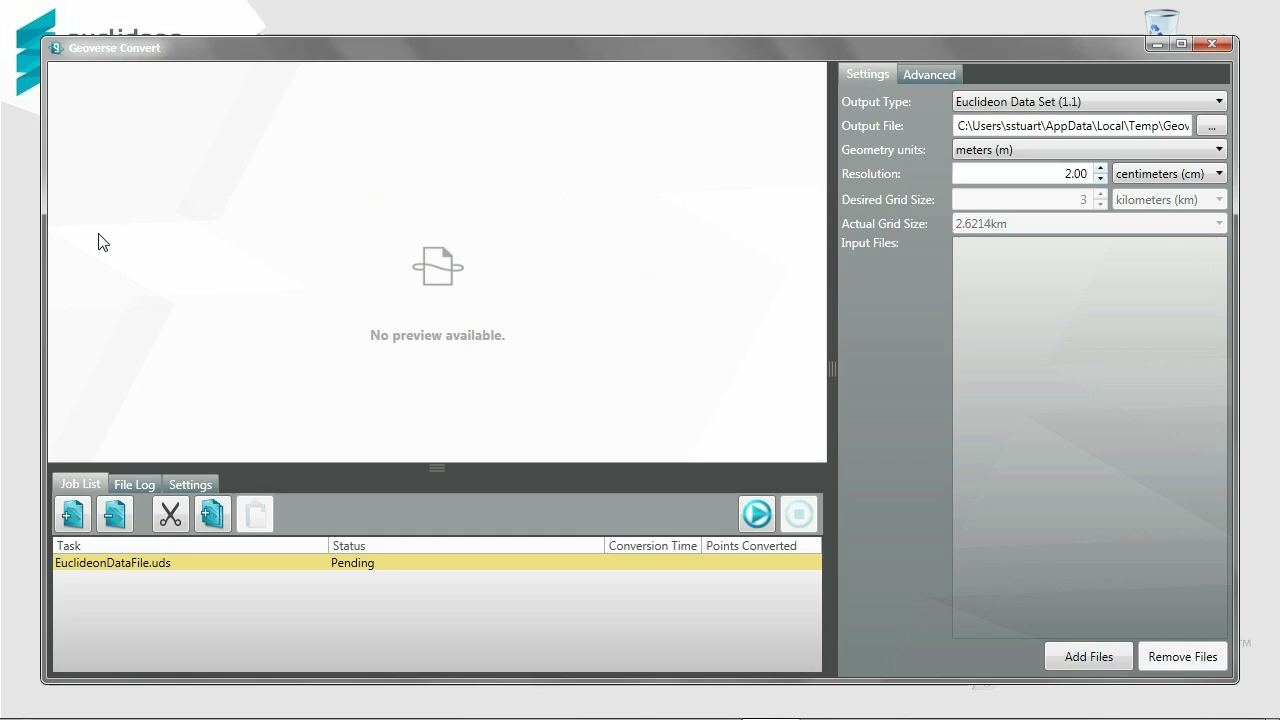 Geoverse Convert
Settings
Advanced
Output Type:
Euclideon Data Set (1.1)
Output File:
C:\Users\sstuart\AppData\Local\Temp\Geov
...
Geometry units:
meters (m)
Resolution:
2.00
centimeters (cm)
Desired Grid Size:
3
kilometers (km)
Actual Grid Size:
2.6214km
Input Files:
No preview available.
Job List
File Log
Settings
Task
Status
Conversion Time
Points Converted
EuclideonDataFile.uds
Pending
Add Files
Remove Files
TM